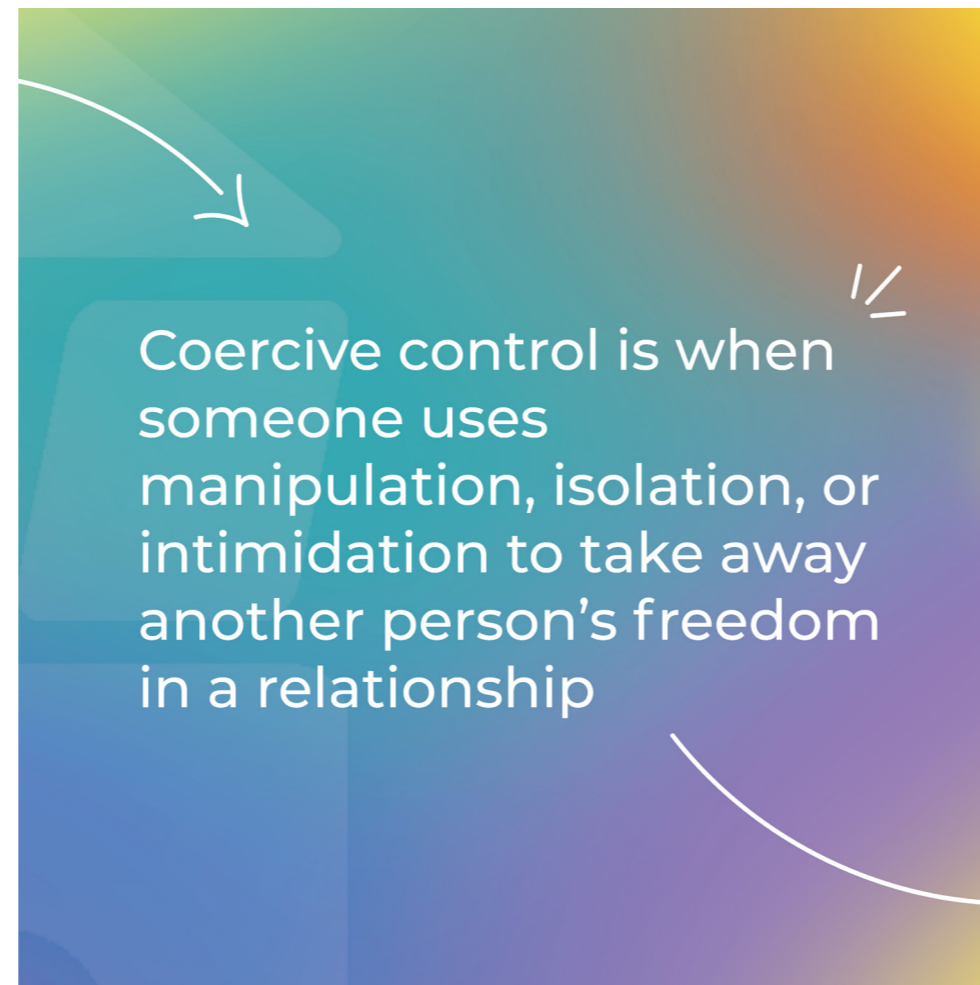 Coercive control is when
someone uses
manipulation, isolation, or
intimidation to take away
another person’s freedom
in a relationship